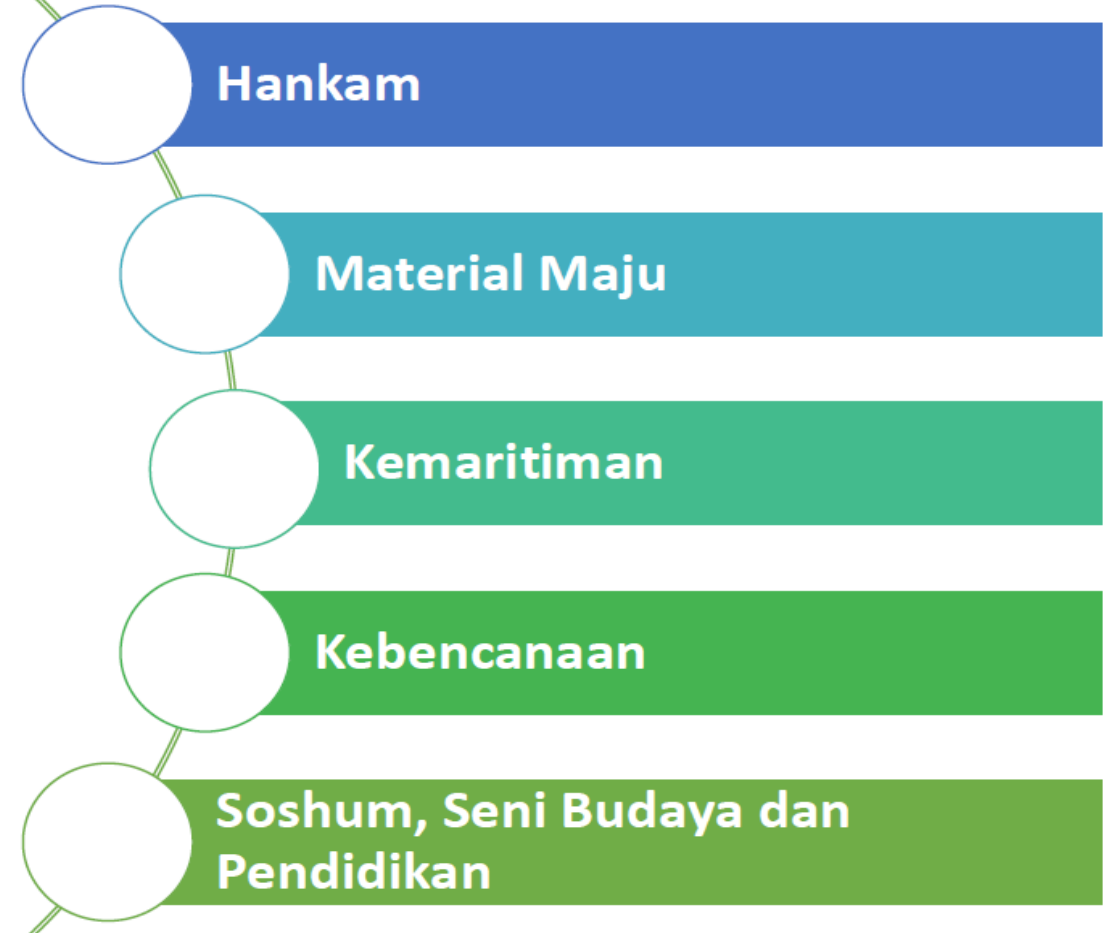 Hankam
Material Maju
Kemaritiman
Kebencanaan
Soshum, Seni Budaya dan
Pendidikan